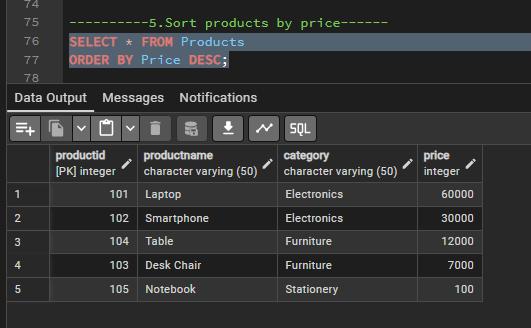 74
75 ----------5.Sort products by price------
76 SELECT * FROM Products
77 ORDER BY Price DESC;
78
Data Output Messages Notifications
SQL
productid productname category price
[PK] integer character varying (50) character varying (50) integer
1 101 Laptop Electronics 60000
2 102 Smartphone Electronics 30000
3 104 Table Furniture 12000
4 103 Desk Chair Furniture 7000
5 105 Notebook Stationery 100